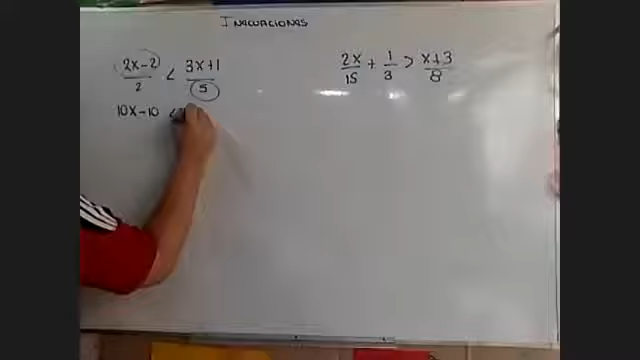 INECUACIONES
(2x-2)/2 < (3x+1)/5
10x-10 <
2x/15 + 1/3 > (x+3)/8